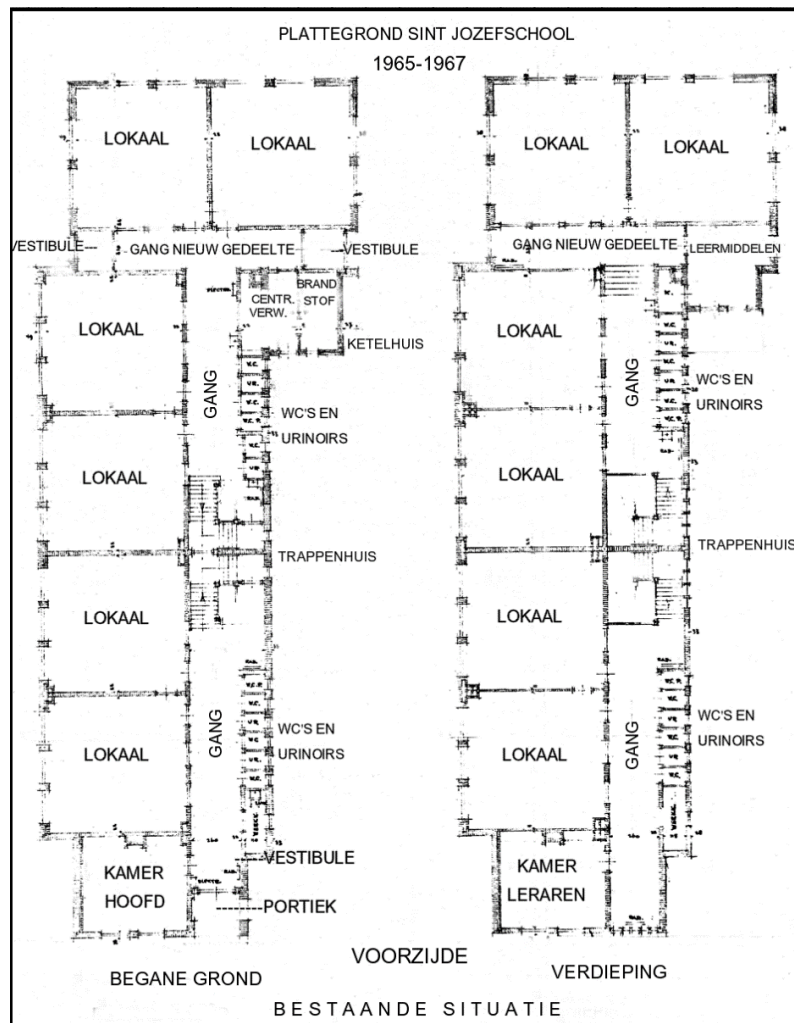 PLATTEGROND SINT JOZEFSCHOOL
1965-1967
LOKAAL
LOKAAL
VESTIBULE---
GANG NIEUW GEDEELTE
--VESTIBULE
CENTR.
VERW.
BRAND
STOF
KETELHUIS
LOKAAL
GANG
WC'S EN
URINOIRS
LOKAAL
TRAPPENHUIS
LOKAAL
LOKAAL
GANG
WC'S EN
URINOIRS
VESTIBULE
KAMER
HOOFD
PORTIEK
BEGANE GROND
LOKAAL
LOKAAL
GANG NIEUW GEDEELTE
LEERMIDDELEN
LOKAAL
GANG
WC'S EN
URINOIRS
LOKAAL
TRAPPENHUIS
LOKAAL
LOKAAL
GANG
WC'S EN
URINOIRS
KAMER
LERAREN
VOORZIJDE
VERDIEPING
BESTAANDE SITUATIE